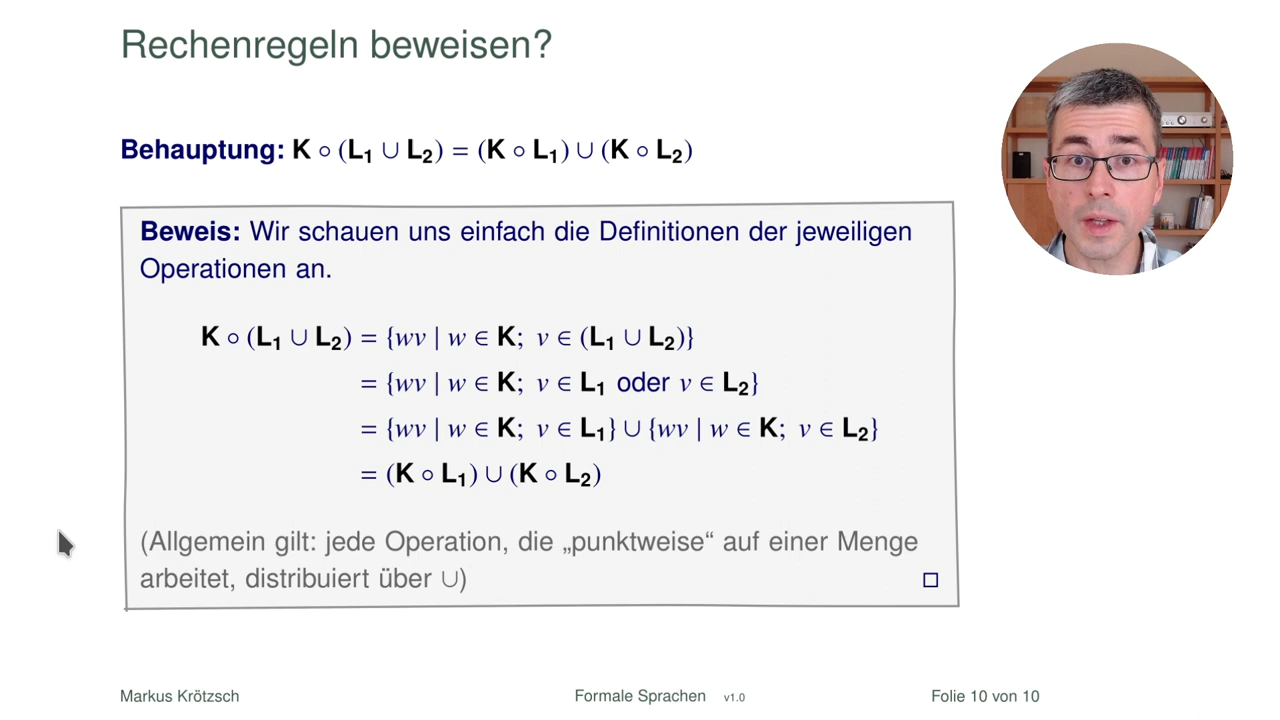 Rechenregeln beweisen?
Behauptung: K ∘ (L₁ ∪ L₂) = (K ∘ L₁) ∪ (K ∘ L₂)
Beweis: Wir schauen uns einfach die Definitionen der jeweiligen
Operationen an.
K ∘ (L₁ ∪ L₂) = {wv | w ∈ K; v ∈ (L₁ ∪ L₂)}
= {wv | w ∈ K; v ∈ L₁ oder v ∈ L₂}
= {wv | w ∈ K; v ∈ L₁} ∪ {wv | w ∈ K; v ∈ L₂}
= (K ∘ L₁) ∪ (K ∘ L₂)
(Allgemein gilt: jede Operation, die „punktweise“ auf einer Menge
arbeitet, distribuiert über ∪) □
Markus Krötzsch Formale Sprachen v1.0 Folie 10 von 10